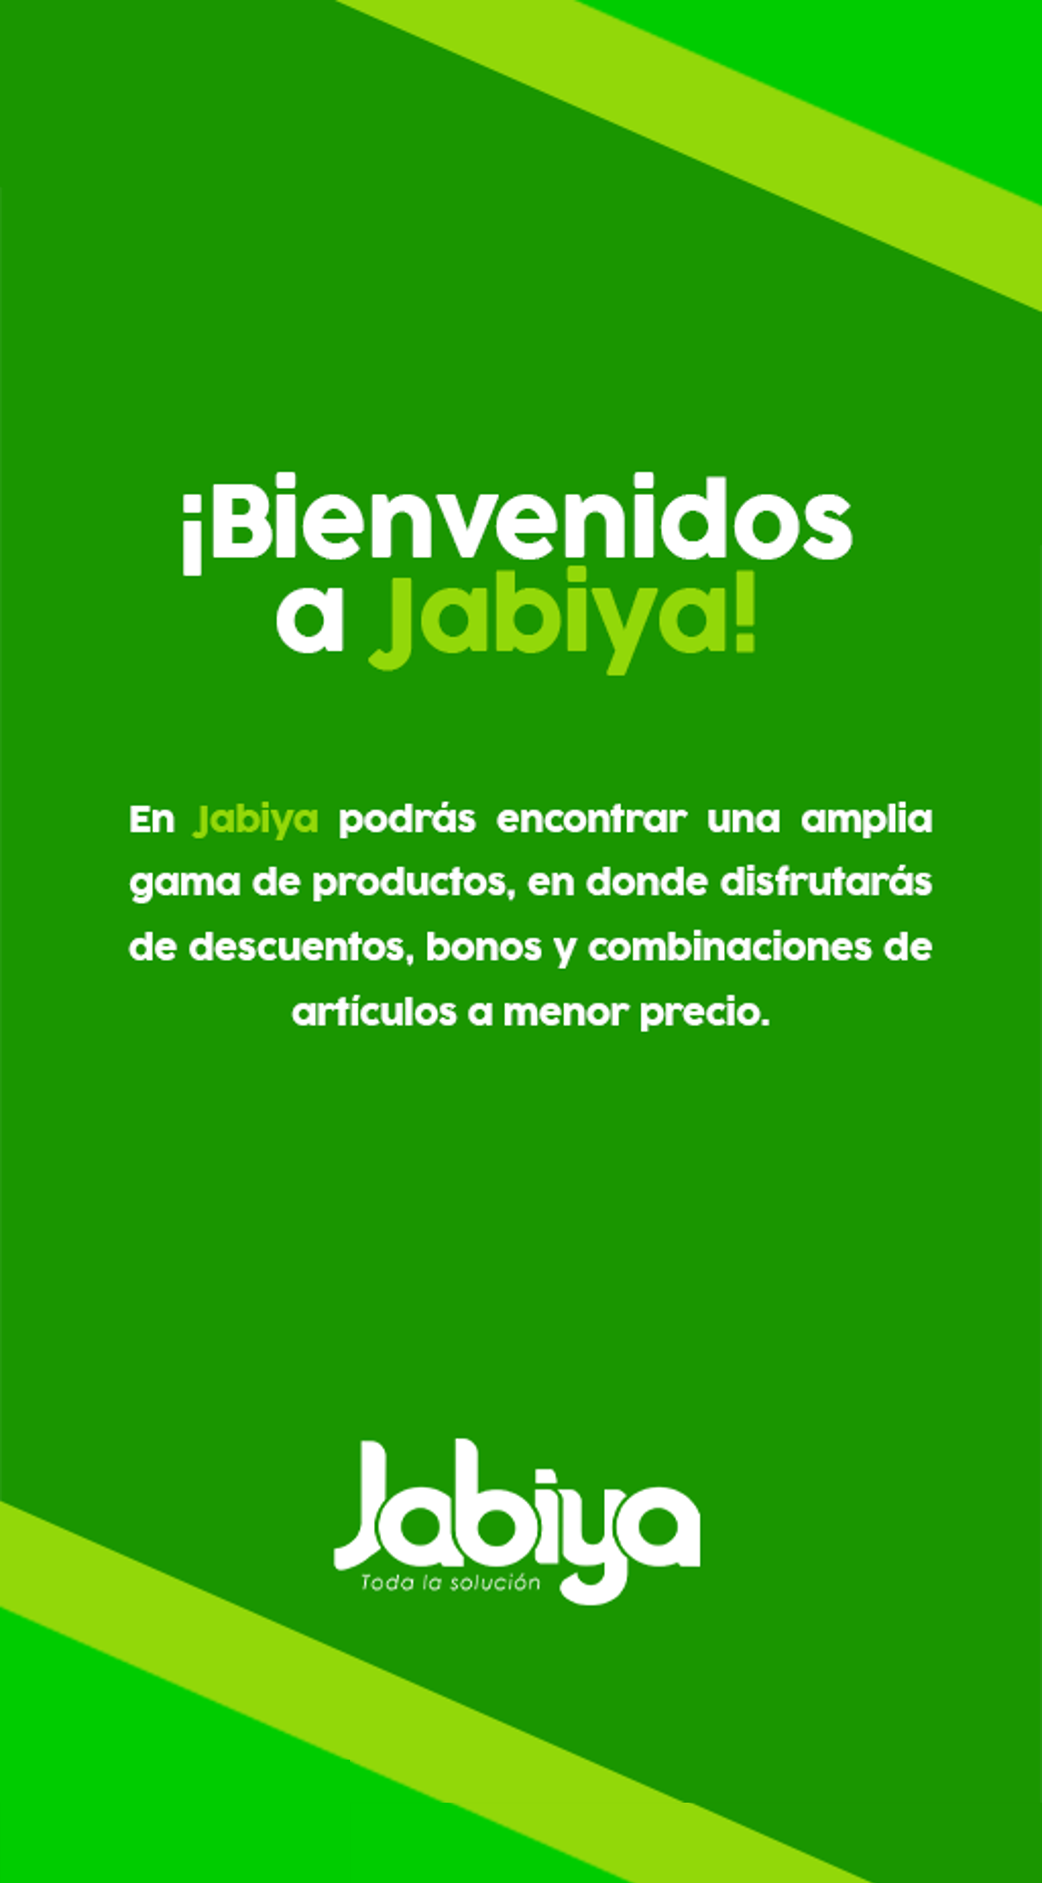 ¡Bienvenidos
a Jabiya!
En Jabiya podrás encontrar una amplia
gama de productos, en donde disfrutarás
de descuentos, bonos y combinaciones de
artículos a menor precio.
Jabiya
Toda la solución